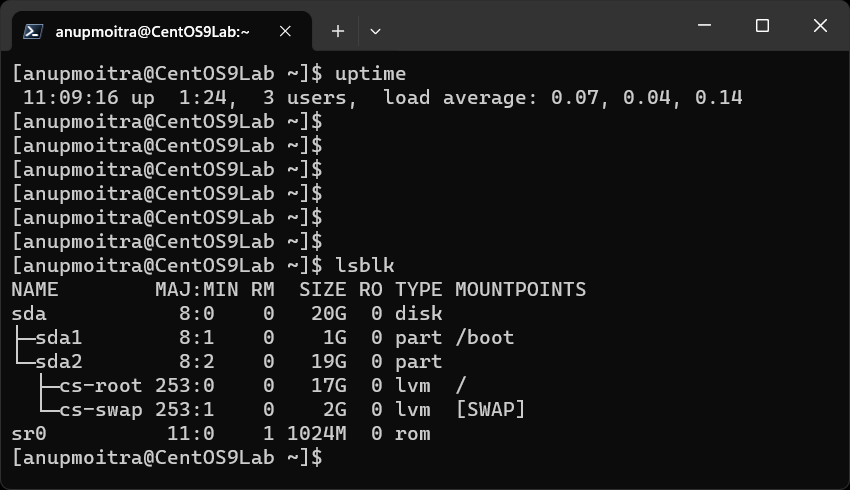 anupmoitra@CentOS9Lab:~
[anupmoitra@CentOS9Lab ~]$ uptime
 11:09:16 up  1:24,  3 users,  load average: 0.07, 0.04, 0.14
[anupmoitra@CentOS9Lab ~]$
[anupmoitra@CentOS9Lab ~]$
[anupmoitra@CentOS9Lab ~]$
[anupmoitra@CentOS9Lab ~]$
[anupmoitra@CentOS9Lab ~]$
[anupmoitra@CentOS9Lab ~]$
[anupmoitra@CentOS9Lab ~]$ lsblk
NAME        MAJ:MIN RM  SIZE RO TYPE MOUNTPOINTS
sda           8:0    0   20G  0 disk
├─sda1        8:1    0    1G  0 part /boot
└─sda2        8:2    0   19G  0 part
  ├─cs-root 253:0    0   17G  0 lvm  /
  └─cs-swap 253:1    0    2G  0 lvm  [SWAP]
sr0          11:0    1 1024M  0 rom
[anupmoitra@CentOS9Lab ~]$